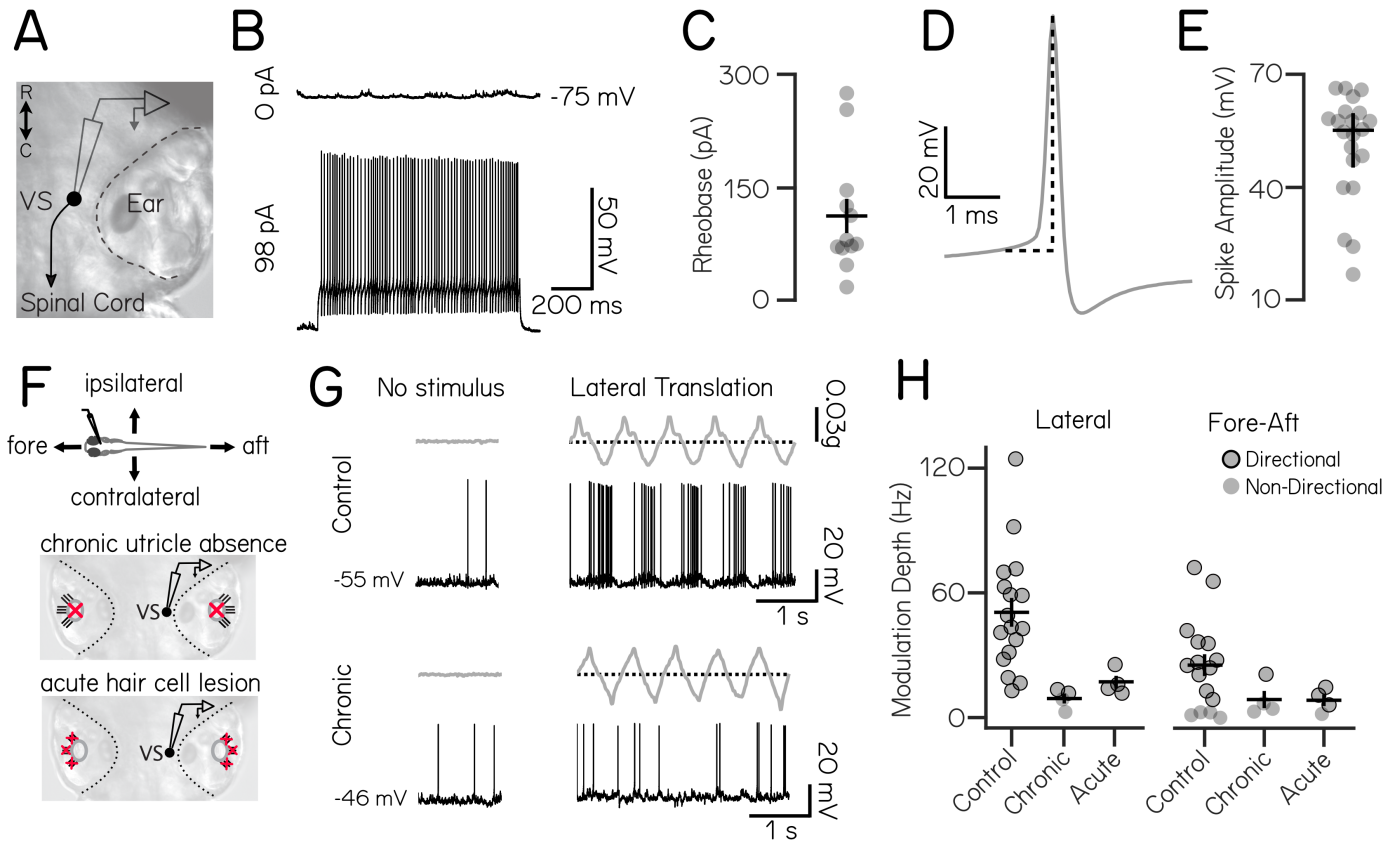 A
R
C
VS
Ear
Spinal Cord
B
0 pA
-75 mV
98 pA
50 mV
200 ms
C
Rheobase (pA)
300
150
0
D
20 mV
1 ms
E
Spike Amplitude (mV)
70
40
10
F
ipsilateral
fore
aft
contralateral
chronic utricle absence
VS
acute hair cell lesion
VS
G
No stimulus
Lateral Translation
0.03g
Control
-55 mV
20 mV
1 s
Chronic
-46 mV
20 mV
1 s
H
Lateral
Fore-Aft
Directional
Non-Directional
Modulation Depth (Hz)
120
60
0
Control
Chronic
Acute
Control
Chronic
Acute